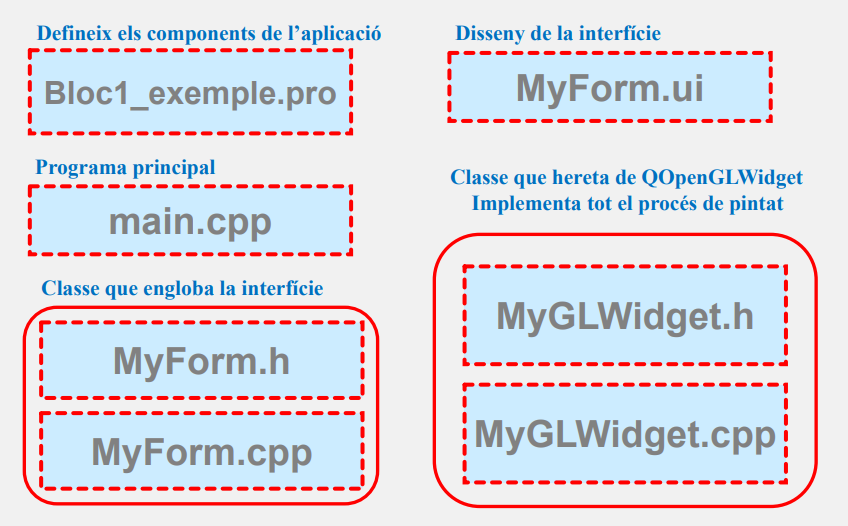 Defineix els components de l’aplicació
Bloc1_exemple.pro
Programa principal
main.cpp
Classe que engloba la interfície
MyForm.h
MyForm.cpp
Disseny de la interfície
MyForm.ui
Classe que hereta de QOpenGLWidget
Implementa tot el procés de pintat
MyGLWidget.h
MyGLWidget.cpp